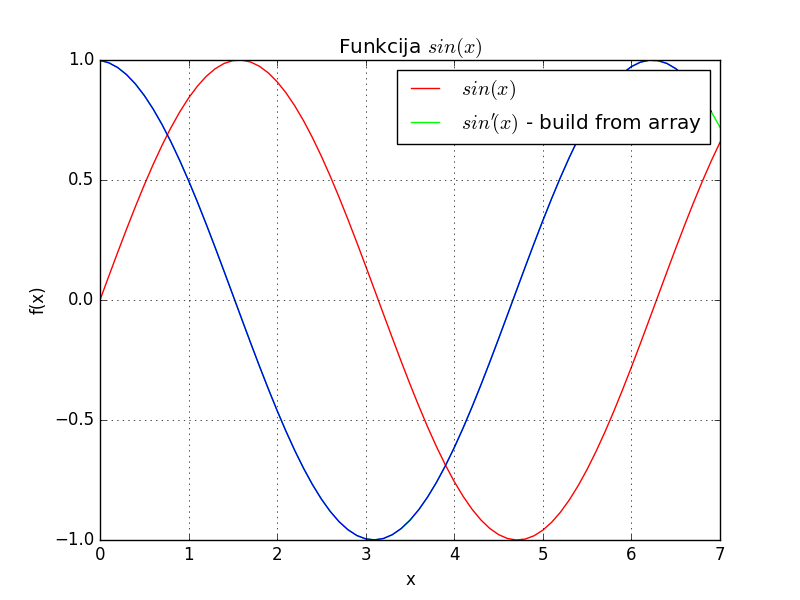 Funkcija sin(x)
sin(x)
sin′(x) - build from array
f(x)
1.0
0.5
0.0
−0.5
−1.0
0 1 2 3 4 5 6 7
x